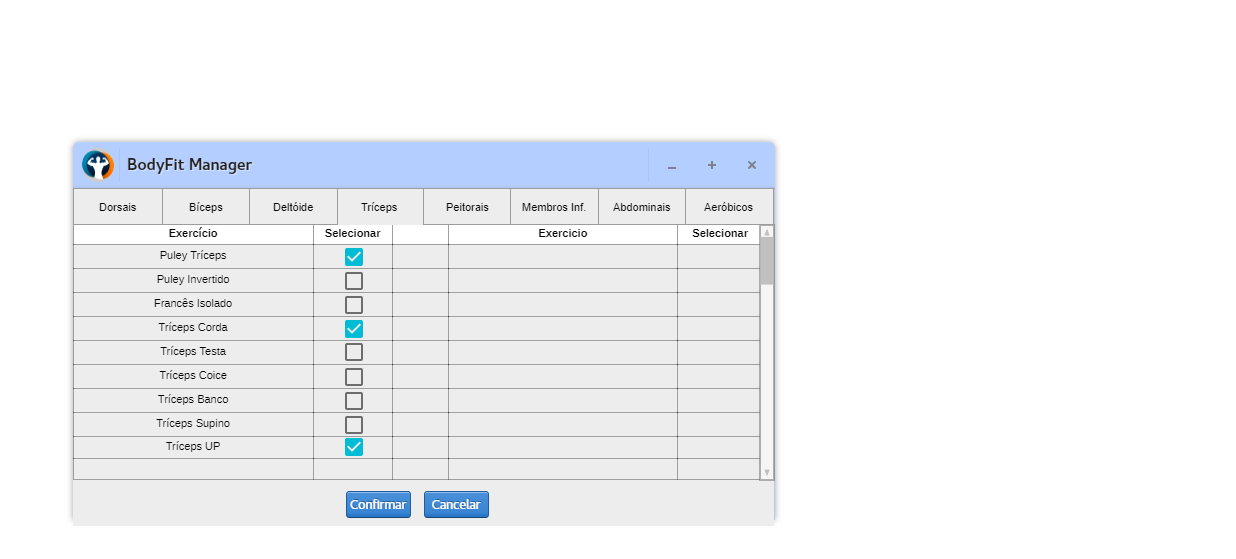 BodyFit Manager
Dorsais Bíceps Deltóide Tríceps Peitorais Membros Inf. Abdominais Aeróbicos
Exercício Selecionar Exercicio Selecionar
Puley Tríceps
Puley Invertido
Francês Isolado
Tríceps Corda
Tríceps Testa
Tríceps Coice
Tríceps Banco
Tríceps Supino
Tríceps UP
Confirmar Cancelar